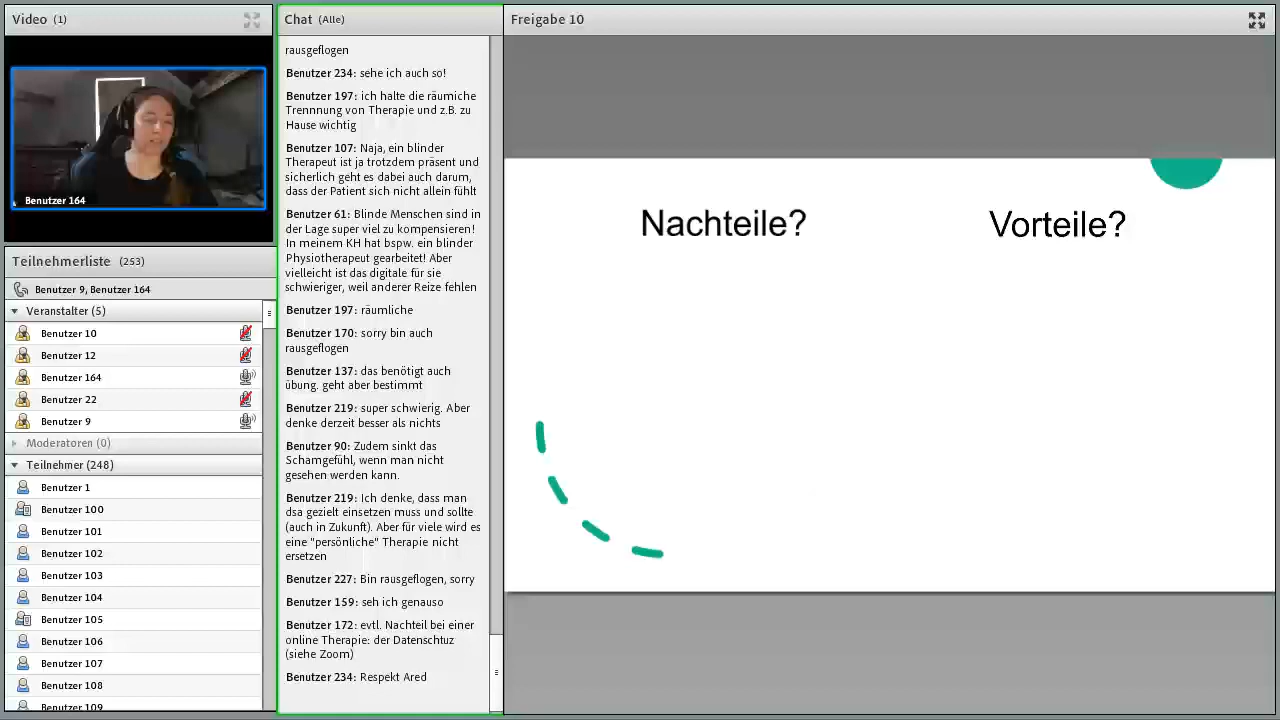 Video (1)
Benutzer 164
Teilnehmerliste (253)
Benutzer 9, Benutzer 164
Veranstalter (5)
Benutzer 10
Benutzer 12
Benutzer 164
Benutzer 22
Benutzer 9
Moderatoren (0)
Teilnehmer (248)
Benutzer 1
Benutzer 100
Benutzer 101
Benutzer 102
Benutzer 103
Benutzer 104
Benutzer 105
Benutzer 106
Benutzer 107
Benutzer 108
Benutzer 109
Chat (Alle)
rausgeflogen
Benutzer 234: sehe ich auch so!
Benutzer 197: ich halte die räumiche
Trennnung von Therapie und z.B. zu
Hause wichtig
Benutzer 107: Naja, ein blinder
Therapeut ist ja trotzdem präsent und
sicherlich geht es dabei auch darum,
dass der Patient sich nicht allein fühlt
Benutzer 61: Blinde Menschen sind in
der Lage super viel zu kompensieren!
In meinem KH hat bspw. ein blinder
Physiotherapeut gearbeitet! Aber
vielleicht ist das digitale für sie
schwieriger, weil anderer Reize fehlen
Benutzer 197: räumliche
Benutzer 170: sorry bin auch
rausgeflogen
Benutzer 137: das benötigt auch
übung. geht aber bestimmt
Benutzer 219: super schwierig. Aber
denke derzeit besser als nichts
Benutzer 90: Zudem sinkt das
Schamgefühl, wenn man nicht
gesehen werden kann.
Benutzer 219: Ich denke, dass man
dsa gezielt einsetzen muss und sollte
(auch in Zukunft). Aber für viele wird es
eine "persönliche" Therapie nicht
ersetzen
Benutzer 227: Bin rausgeflogen, sorry
Benutzer 159: seh ich genauso
Benutzer 172: evtl. Nachteil bei einer
online Therapie: der Datenschtuz
(siehe Zoom)
Benutzer 234: Respekt Ared
Freigabe 10
Nachteile?
Vorteile?